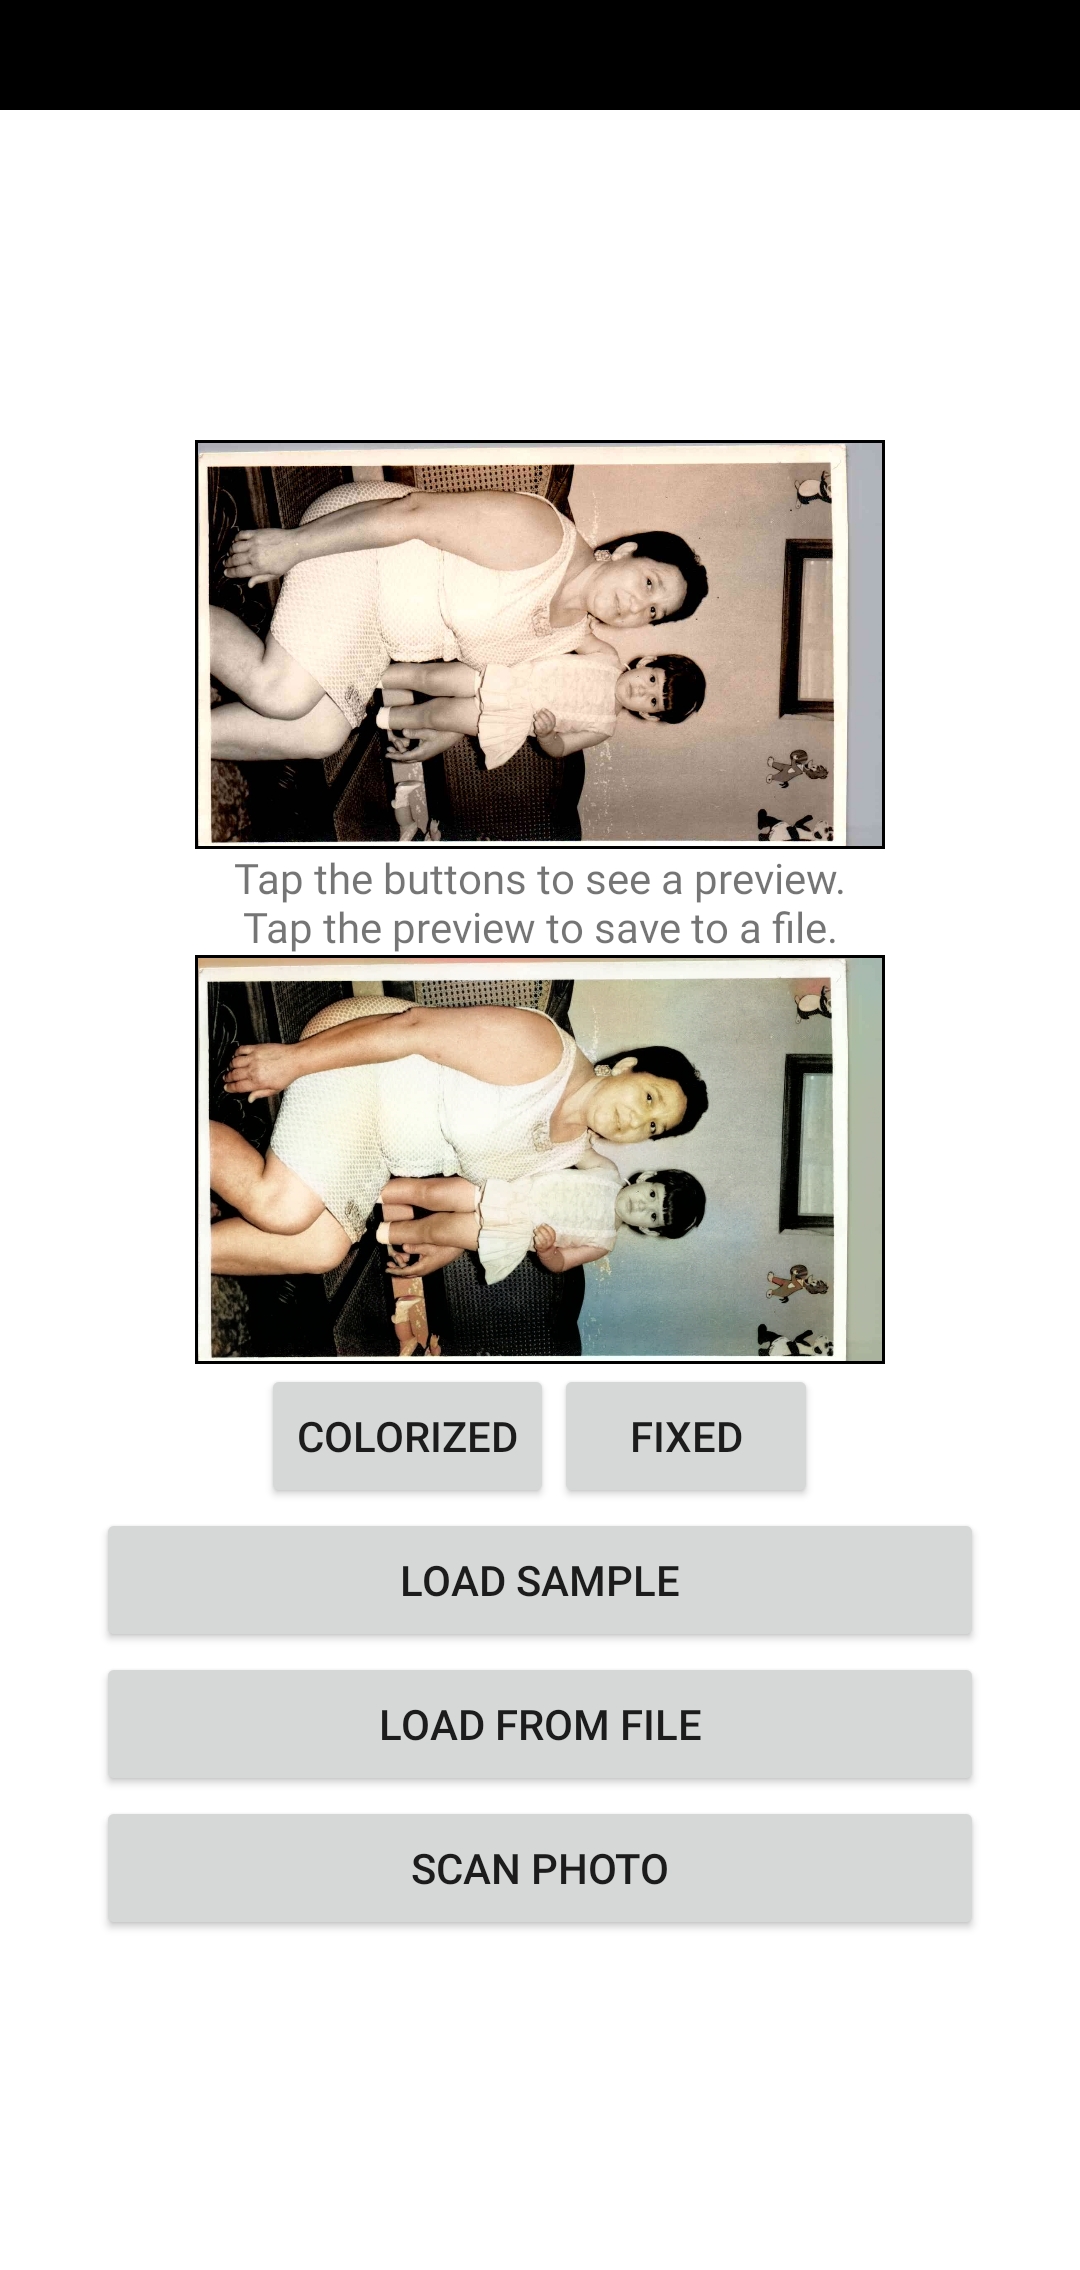 Tap the buttons to see a preview.
Tap the preview to save to a file.
COLORIZED
FIXED
LOAD SAMPLE
LOAD FROM FILE
SCAN PHOTO